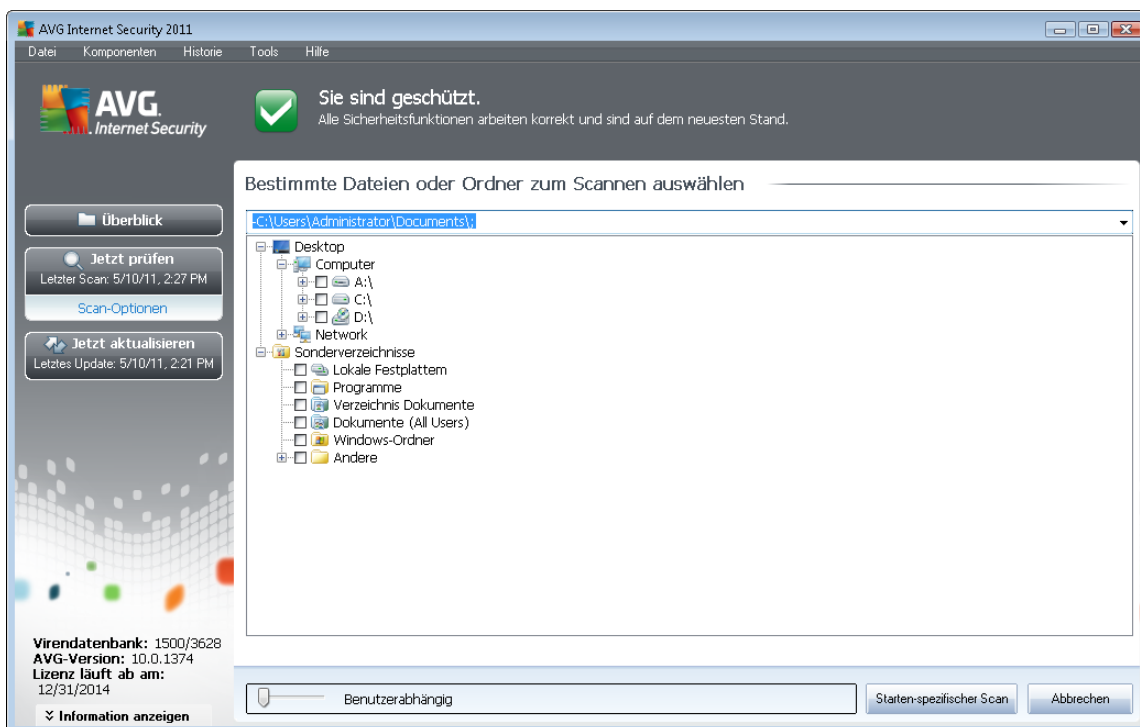 AVG Internet Security 2011
Datei Komponenten Historie Tools Hilfe
AVG.
Internet Security
Sie sind geschützt.
Alle Sicherheitsfunktionen arbeiten korrekt und sind auf dem neuesten Stand.
Überblick
Jetzt prüfen
Letzter Scan: 5/10/11, 2:27 PM
Scan-Optionen
Jetzt aktualisieren
Letztes Update: 5/10/11, 2:21 PM
Virendatenbank: 1500/3628
AVG-Version: 10.0.1374
Lizenz läuft ab am:
12/31/2014
Information anzeigen
Bestimmte Dateien oder Ordner zum Scannen auswählen
-C:\Users\Administrator\Documents\;
Desktop
Computer
A:\
C:\
D:\
Network
Sonderverzeichnisse
Lokale Festplattem
Programme
Verzeichnis Dokumente
Dokumente (All Users)
Windows-Ordner
Andere
Benutzerabhängig
Starten-spezifischer Scan
Abbrechen